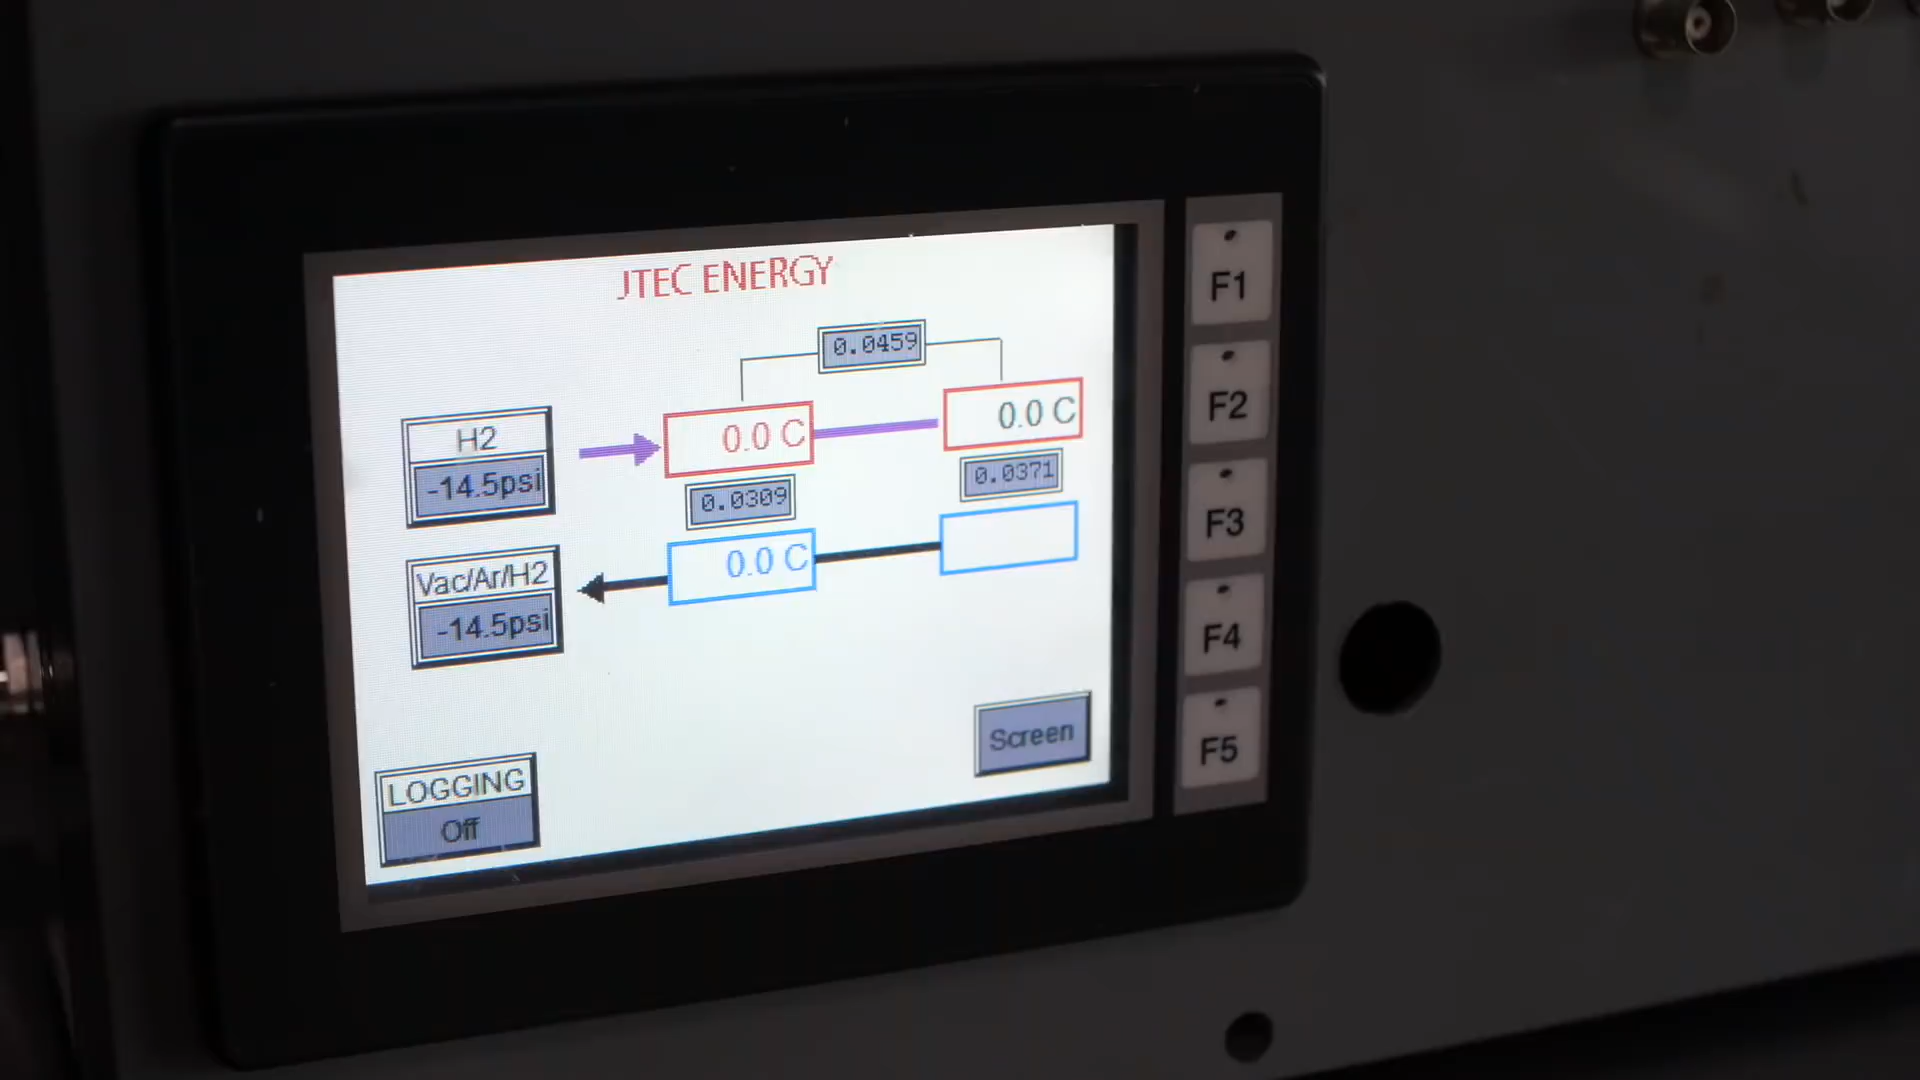 JTEC ENERGY
0.0459
H2
-14.5psi
0.0 C
0.0 C
0.0309
0.0371
Vac/Ar/H2
-14.5psi
0.0 C
Screen
LOGGING
Off
F1
F2
F3
F4
F5